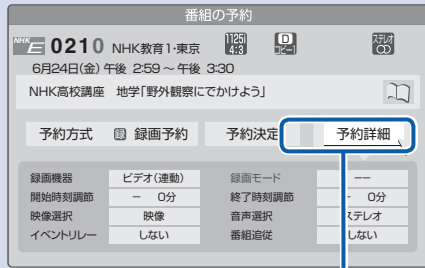 番組の予約
NHK E 0210 NHK教育1・東京 1125i 4:3 D コピー1 ステレオ
6月24日(金) 午後 2:59 ~ 午後 3:30
NHK高校講座 地学「野外観察にでかけよう」
予約方式 録画予約 予約決定 予約詳細
録画機器 ビデオ(連動) 録画モード --
開始時刻調節 - 0分 終了時刻調節 - 0分
映像選択 映像 音声選択 ステレオ
イベントリレー しない 番組追従 しない